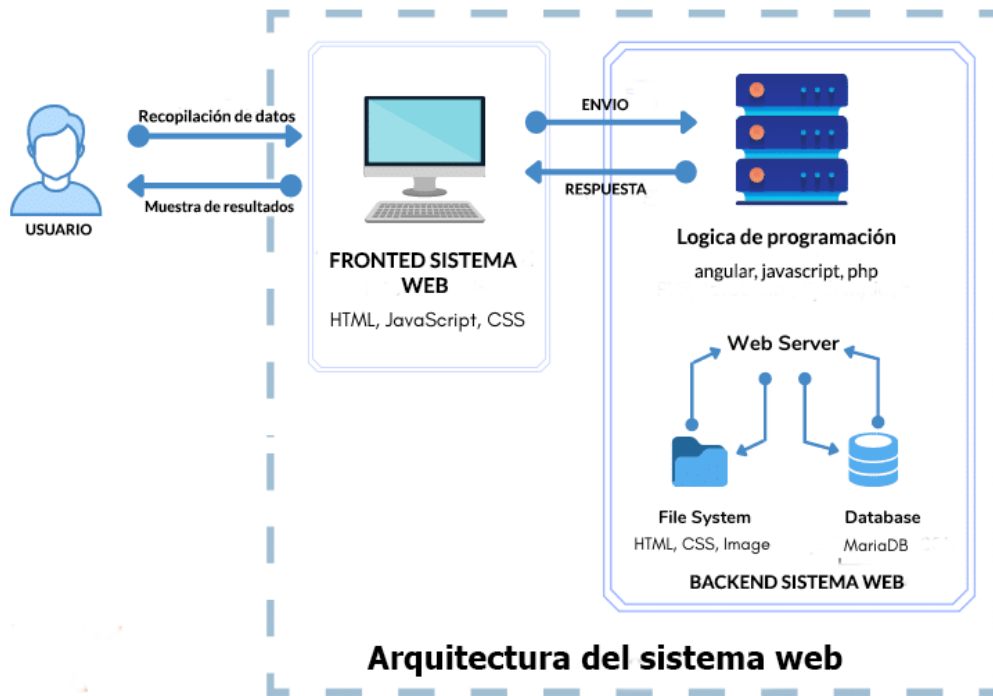 Recopilación de datos
Muestra de resultados
USUARIO
FRONTED SISTEMA
WEB
HTML, JavaScript, CSS
ENVIO
RESPUESTA
Logica de programación
angular, javascript, php
Web Server
File System
HTML, CSS, Image
Database
MariaDB
BACKEND SISTEMA WEB
Arquitectura del sistema web